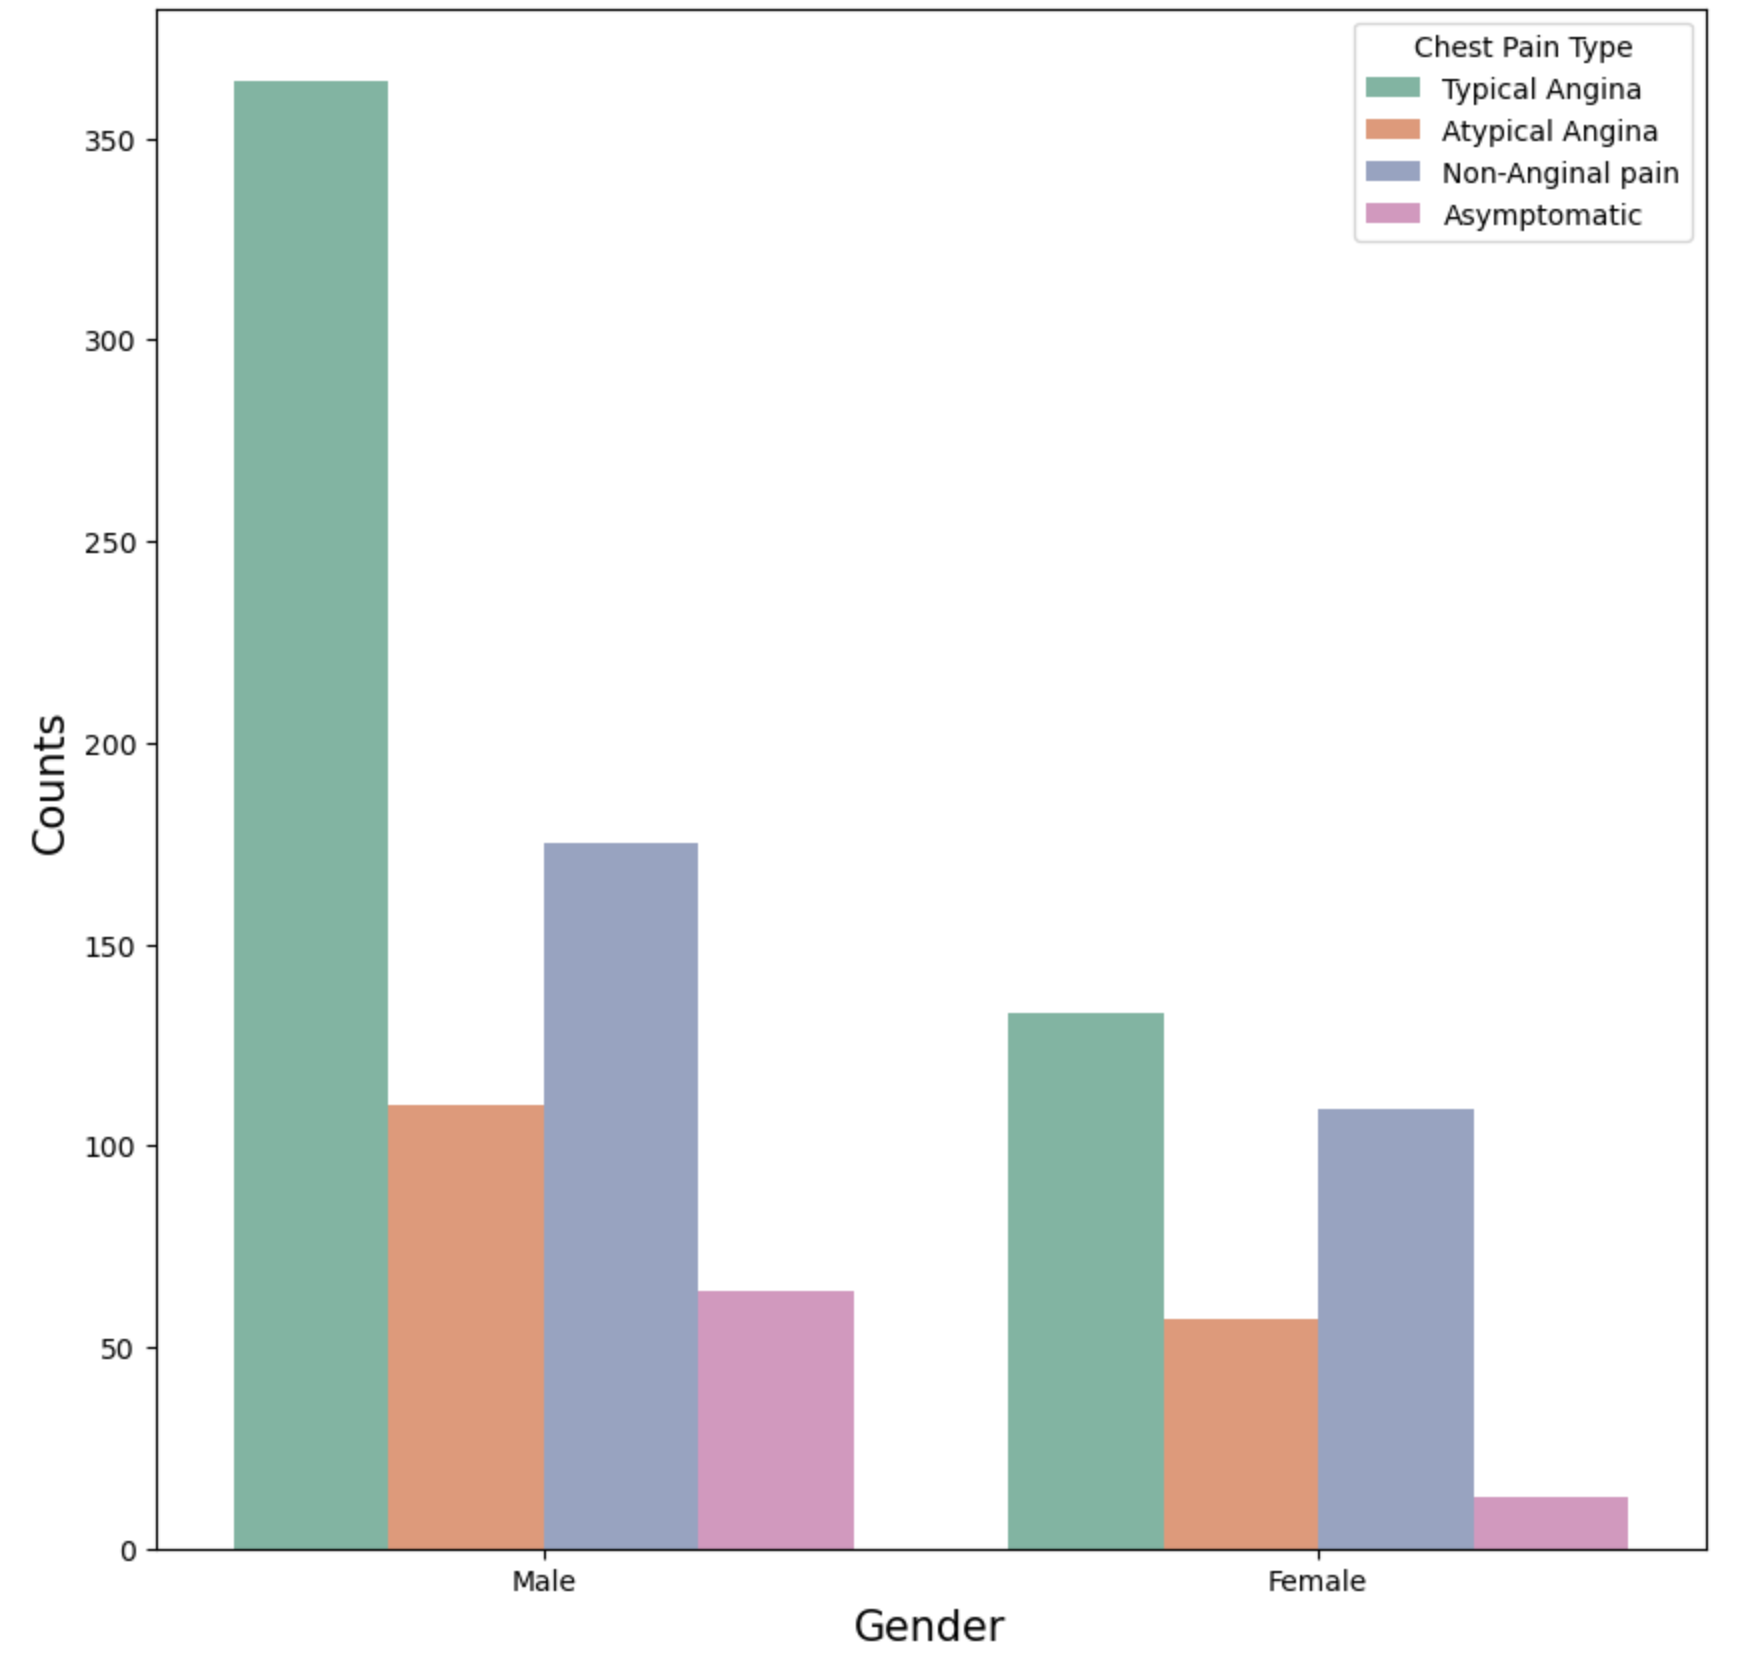 Chest Pain Type
Typical Angina
Atypical Angina
Non-Anginal pain
Asymptomatic
350
300
250
200
150
100
50
0
Counts
Male Female
Gender